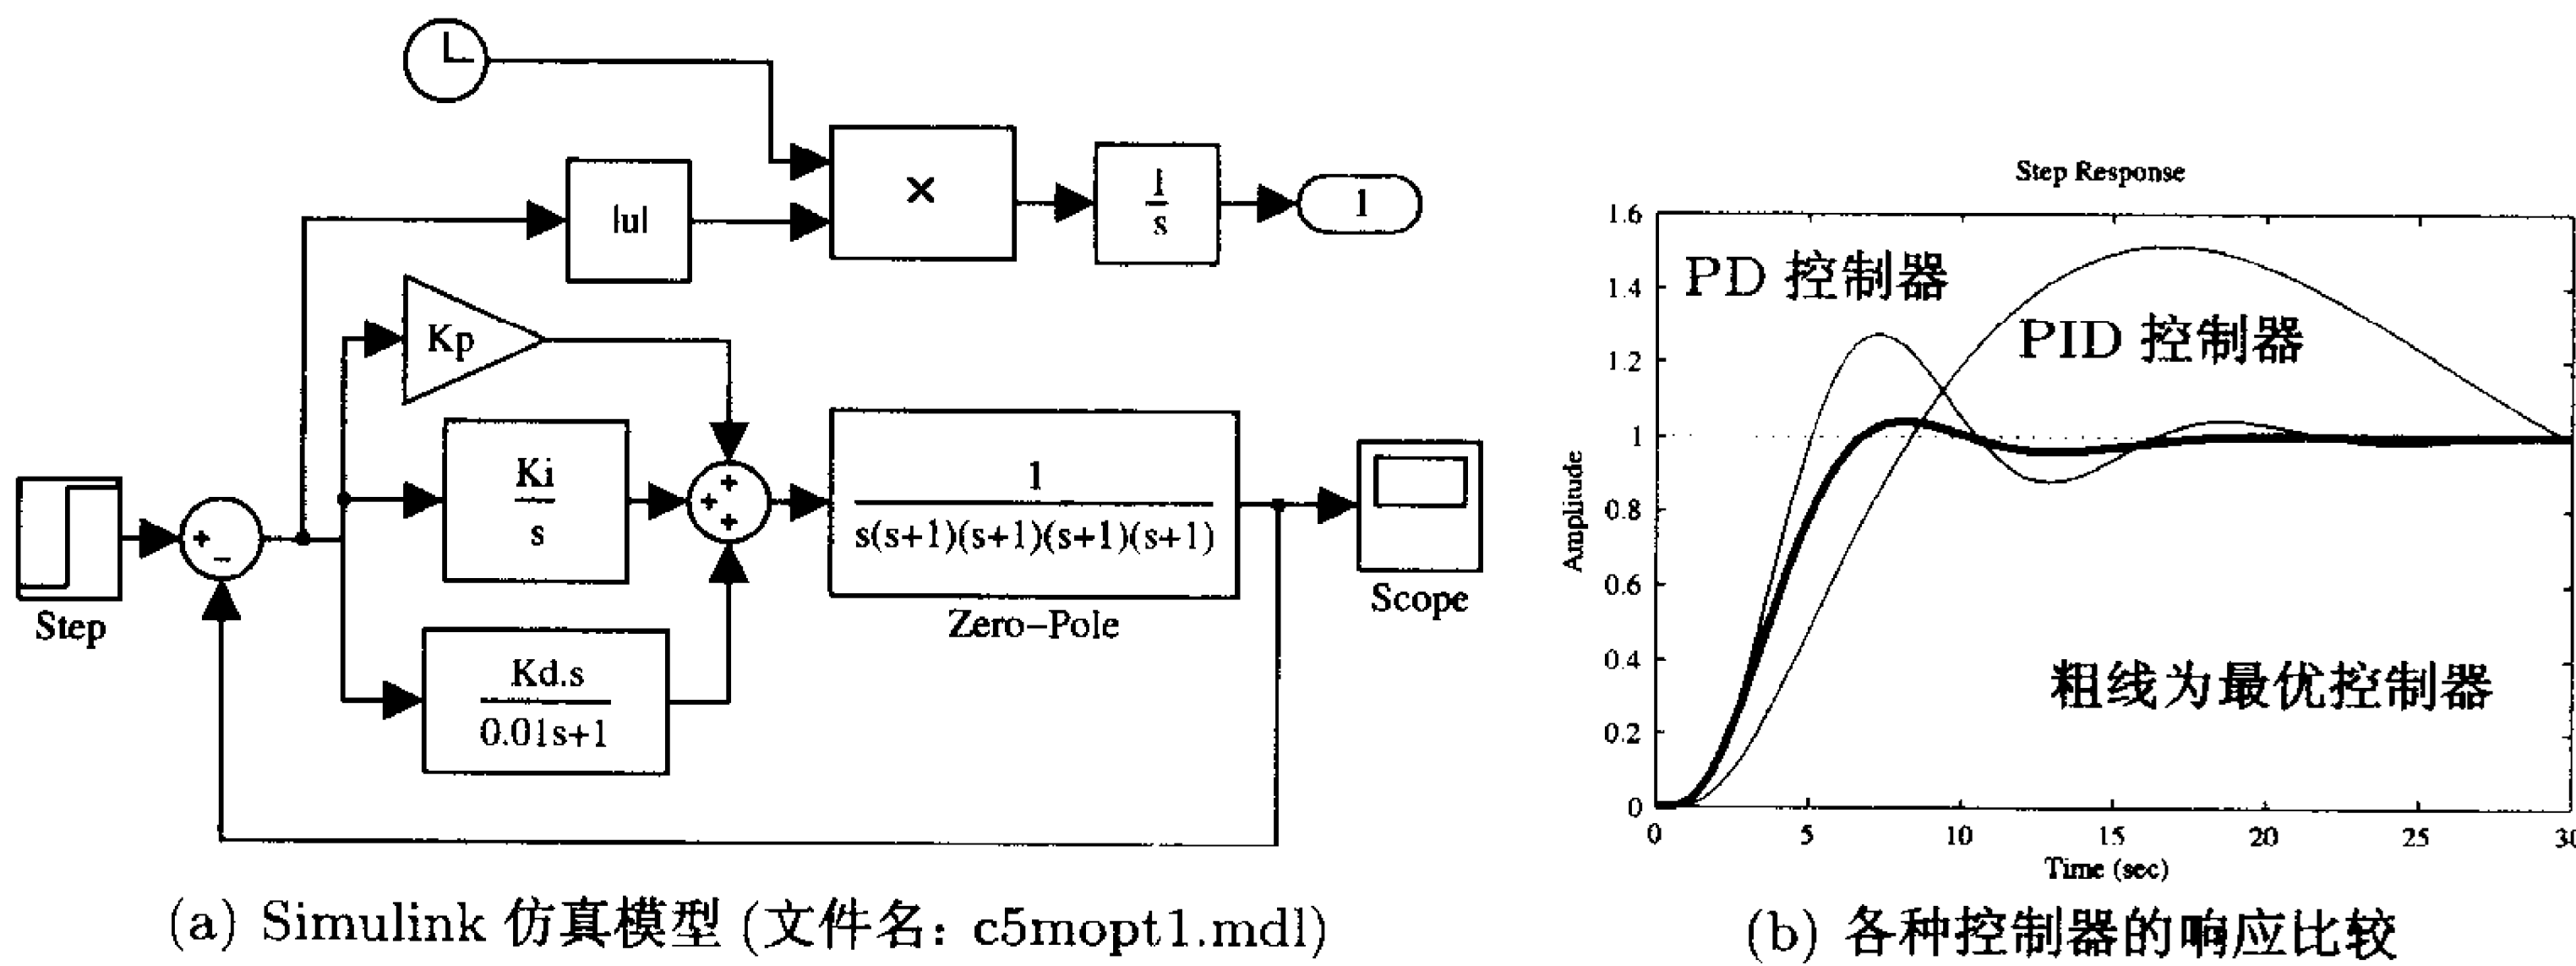 |u|
×
1
s
1
Kp
Ki
s
Kd.s
0.01s+1
1
s(s+1)(s+1)(s+1)(s+1)
Zero-Pole
Step
Scope
+
-
+
+
+
(a) Simulink 仿真模型 (文件名: c5mopt1.mdl)
Step Response
1.6
1.4
1.2
1
0.8
0.6
0.4
0.2
0
Amplitude
PD 控制器
PID 控制器
粗线为最优控制器
0 5 10 15 20 25
Time (sec)
(b) 各种控制器的响应比较